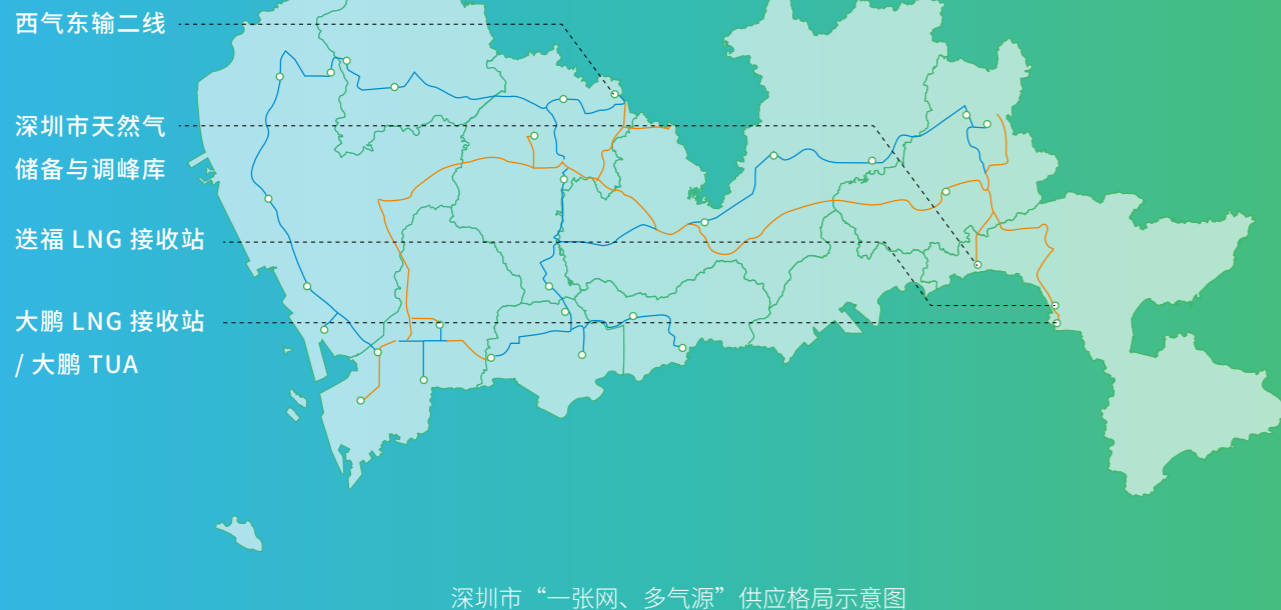 西气东输二线
深圳市天然气
储备与调峰库
迭福 LNG 接收站
大鹏 LNG 接收站
/ 大鹏 TUA
深圳市“一张网、多气源”供应格局示意图